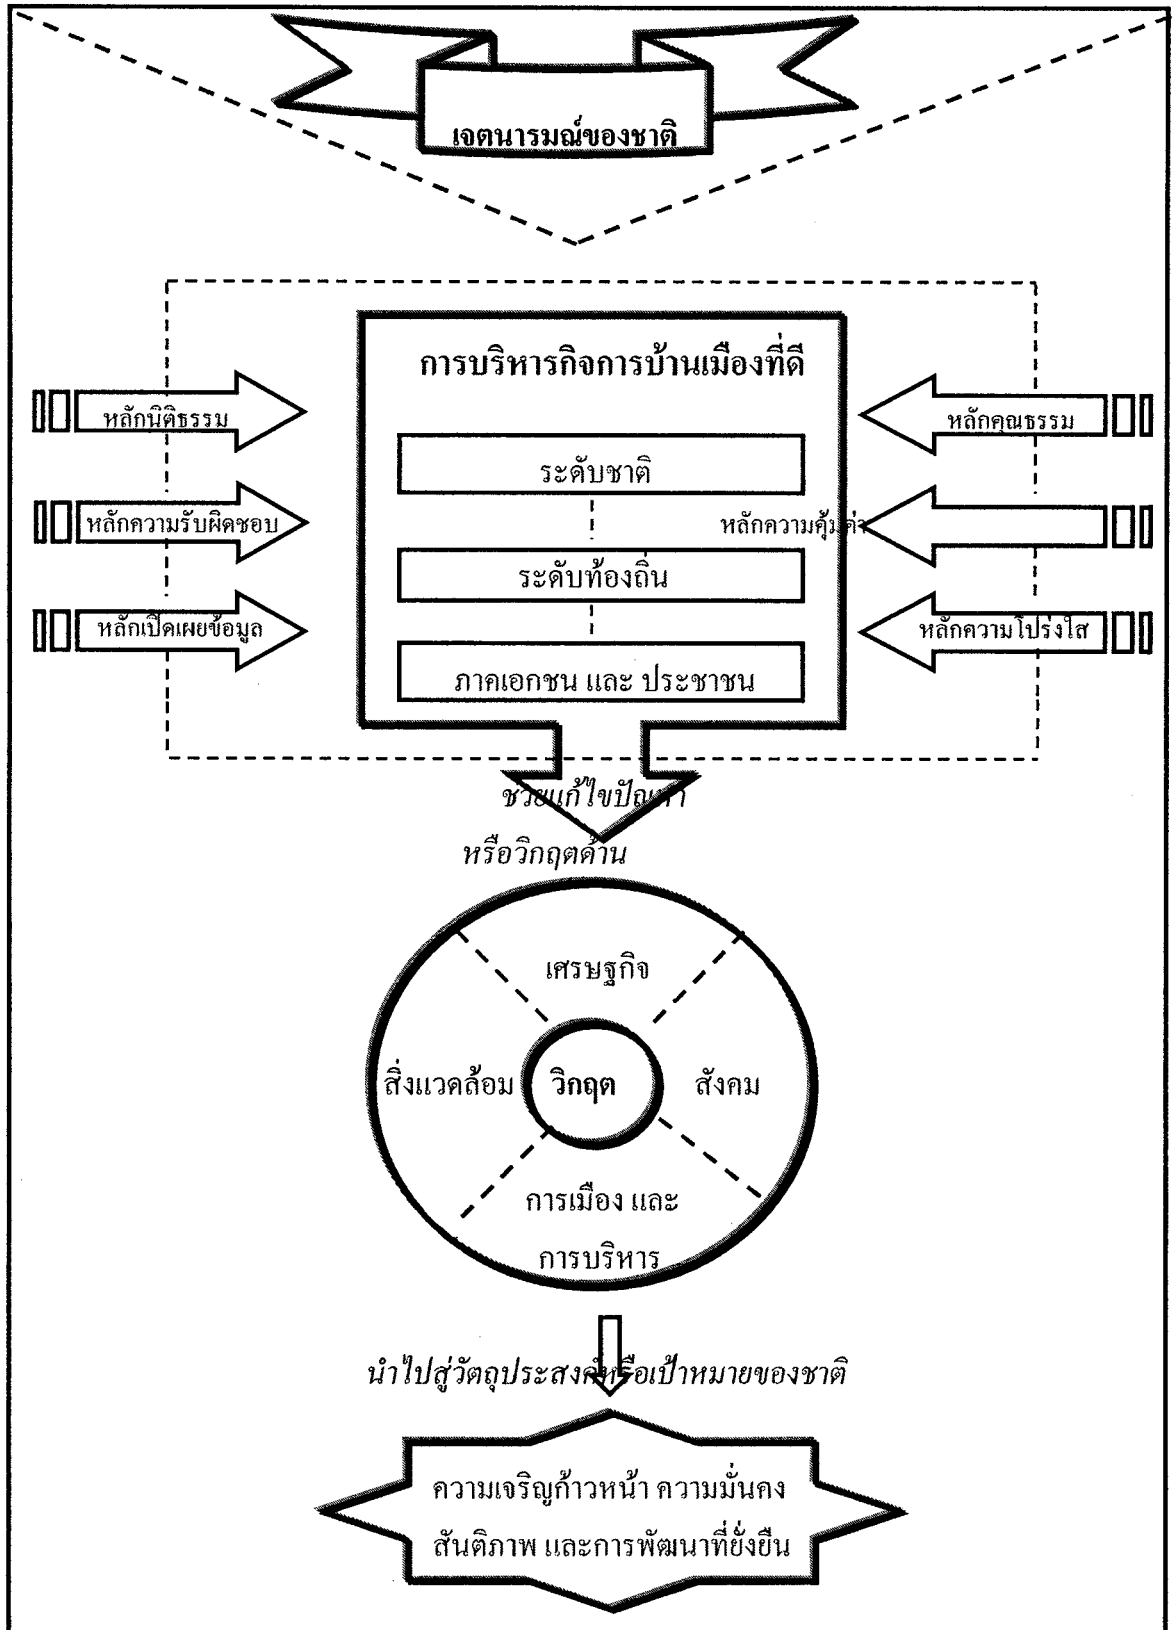 เจตนารมณ์ของชาติ
การบริหารกิจการบ้านเมืองที่ดี
หลักนิติธรรม
หลักคุณธรรม
ระดับชาติ
หลักความรับผิดชอบ
หลักความคุ้มค่า
ระดับท้องถิ่น
หลักเปิดเผยข้อมูล
หลักความโปร่งใส
ภาคเอกชน และ ประชาชน
ช่วยแก้ไขปัญหา
หรือวิกฤตด้าน
เศรษฐกิจ
สิ่งแวดล้อม
วิกฤต
สังคม
การเมือง และ
การบริหาร
นำไปสู่วัตถุประสงค์หรือเป้าหมายของชาติ
ความเจริญก้าวหน้า ความมั่นคง
สันติภาพ และการพัฒนาที่ยั่งยืน